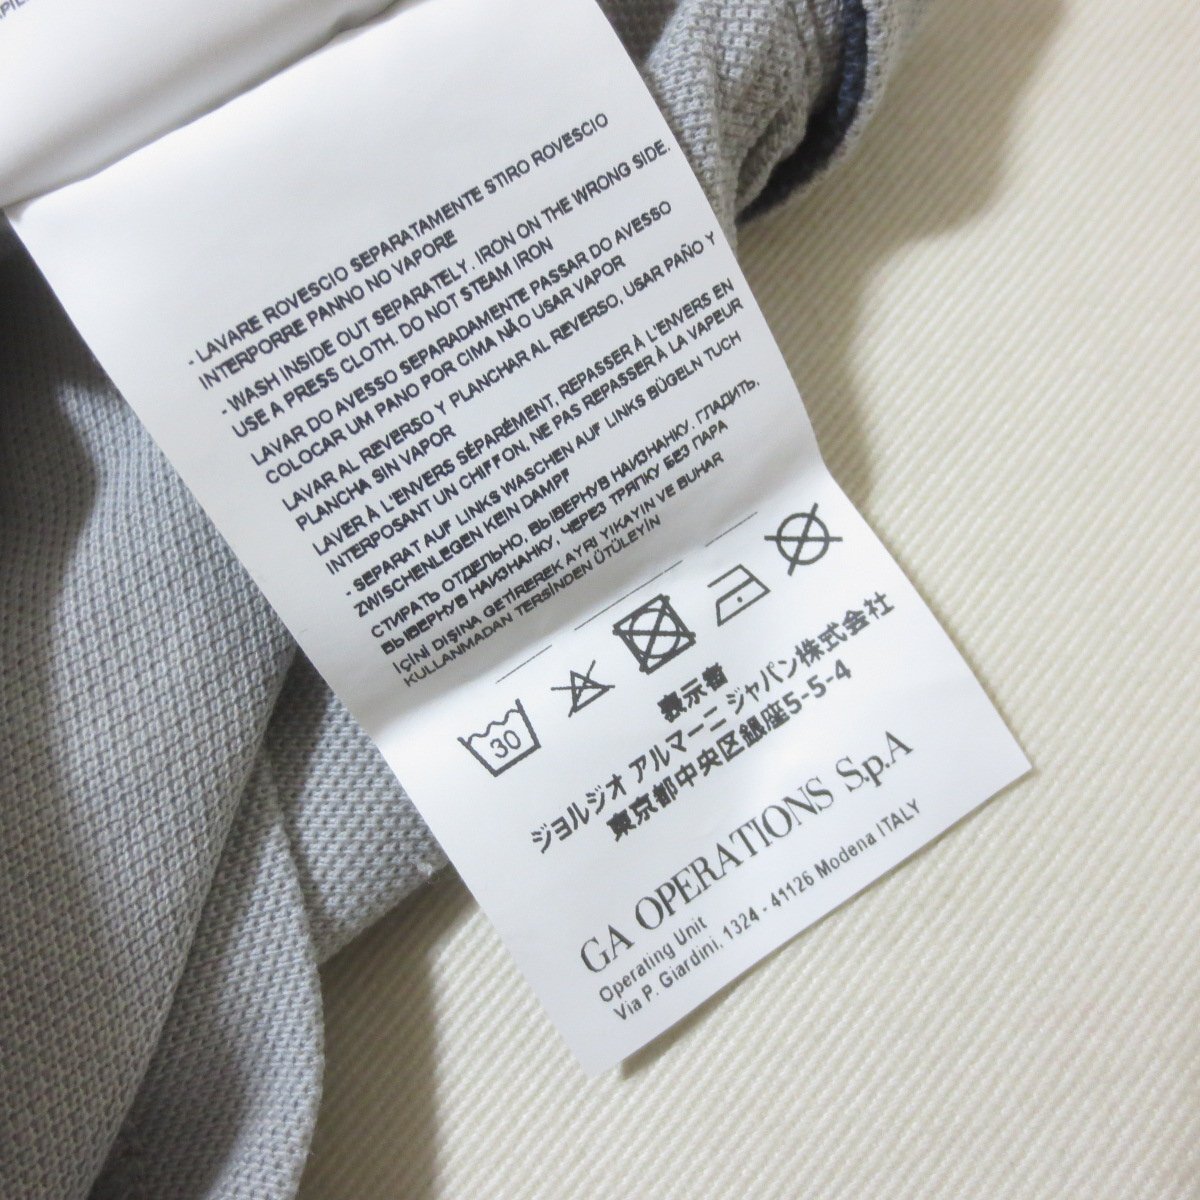 - LAVARE ROVESCIO SEPARATAMENTE STIRO ROVESCIO
INTERPORRE PANNO NO VAPORE
- WASH INSIDE OUT SEPARATELY. IRON ON THE WRONG SIDE.
USE A PRESS CLOTH. DO NOT STEAM IRON
LAVAR DO AVESSO SEPARADAMENTE PASSAR DO AVESSO
COLOCAR UM PANO POR CIMA NÃO USAR VAPOR
LAVAR AL REVERSO Y PLANCHAR AL REVERSO, USAR PAÑO Y
PLANCHA SIN VAPOR
LAVER À L'ENVERS SÉPARÉMENT, REPASSER À L'ENVERS EN
INTERPOSANT UN CHIFFON, NE PAS REPASSER À LA VAPEUR
- SEPARAT AUF LINKS WASCHEN AUF LINKS BÜGELN TUCH
ZWISCHENLEGEN KEIN DAMPF
СТИРАТЬ ОТДЕЛЬНО, ВЫВЕРНУВ НАИЗНАНКУ. ГЛАДИТЬ,
ВЫВЕРНУВ НАИЗНАНКУ, ЧЕРЕЗ ТРЯПКУ БЕЗ ПАРА
İÇİNİ DIŞINA GETİREREK AYRI YIKAYIN VE BUHAR
KULLANMADAN TERSİNDEN ÜTÜLEYİN
30
表示者
ジョルジオ アルマーニ ジャパン株式会社
東京都中央区銀座5-5-4
GA OPERATIONS S.p.A
Operating Unit
Via P. Giardini, 1324 - 41126 Modena ITALY